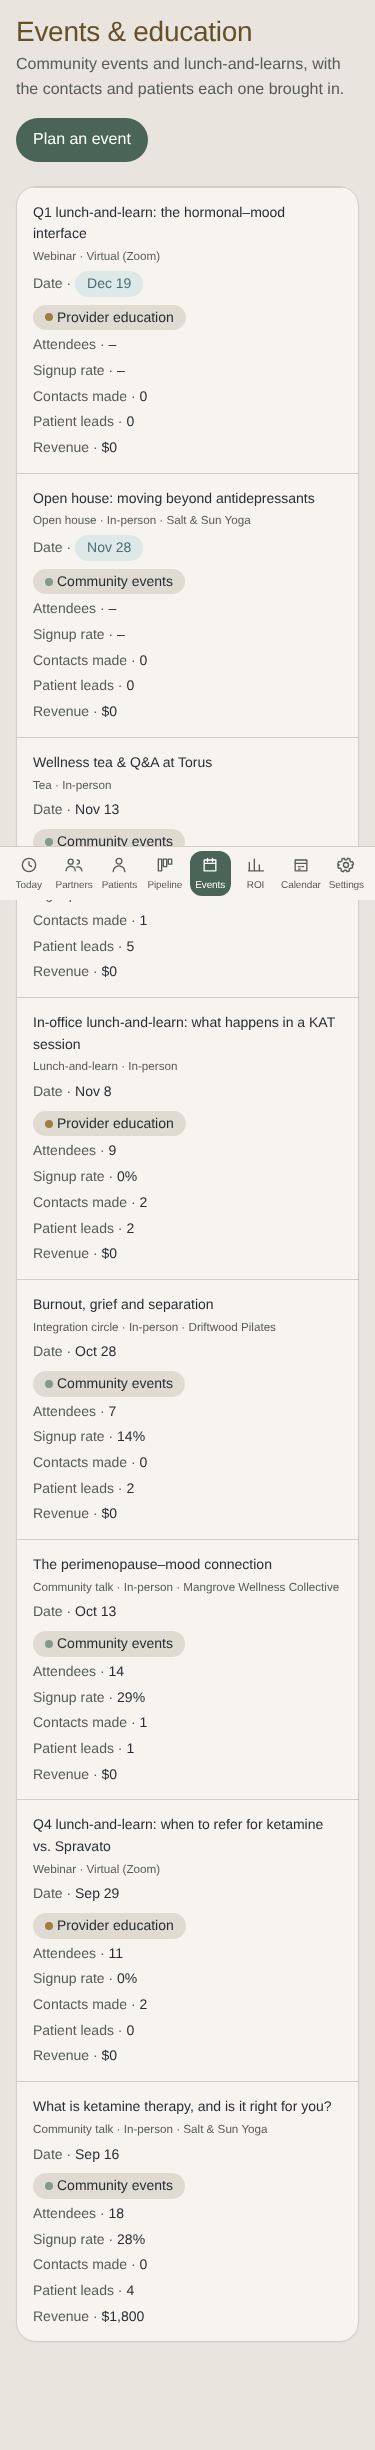 Events & education
Community events and lunch-and-learns, with
the contacts and patients each one brought in.
Plan an event
Q1 lunch-and-learn: the hormonal–mood
interface
Webinar · Virtual (Zoom)
Date · Dec 19
Provider education
Attendees · –
Signup rate · –
Contacts made · 0
Patient leads · 0
Revenue · $0
Open house: moving beyond antidepressants
Open house · In-person · Salt & Sun Yoga
Date · Nov 28
Community events
Attendees · –
Signup rate · –
Contacts made · 0
Patient leads · 0
Revenue · $0
Wellness tea & Q&A at Torus
Tea · In-person
Date · Nov 13
Community events
Today Partners Patients Pipeline Events ROI Calendar Settings
Contacts made · 1
Patient leads · 5
Revenue · $0
In-office lunch-and-learn: what happens in a KAT
session
Lunch-and-learn · In-person
Date · Nov 8
Provider education
Attendees · 9
Signup rate · 0%
Contacts made · 2
Patient leads · 2
Revenue · $0
Burnout, grief and separation
Integration circle · In-person · Driftwood Pilates
Date · Oct 28
Community events
Attendees · 7
Signup rate · 14%
Contacts made · 0
Patient leads · 2
Revenue · $0
The perimenopause–mood connection
Community talk · In-person · Mangrove Wellness Collective
Date · Oct 13
Community events
Attendees · 14
Signup rate · 29%
Contacts made · 1
Patient leads · 1
Revenue · $0
Q4 lunch-and-learn: when to refer for ketamine
vs. Spravato
Webinar · Virtual (Zoom)
Date · Sep 29
Provider education
Attendees · 11
Signup rate · 0%
Contacts made · 2
Patient leads · 0
Revenue · $0
What is ketamine therapy, and is it right for you?
Community talk · In-person · Salt & Sun Yoga
Date · Sep 16
Community events
Attendees · 18
Signup rate · 28%
Contacts made · 0
Patient leads · 4
Revenue · $1,800